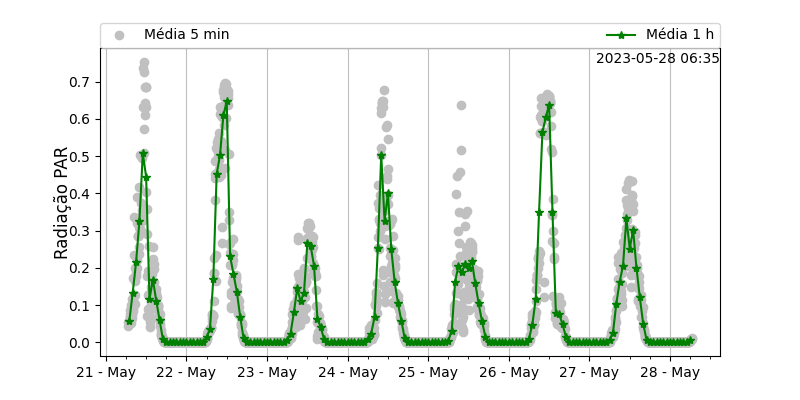 Média 5 min
Média 1 h
2023-05-28 06:35
Radiação PAR
0.7
0.6
0.5
0.4
0.3
0.2
0.1
0.0
21 - May
22 - May
23 - May
24 - May
25 - May
26 - May
27 - May
28 - May